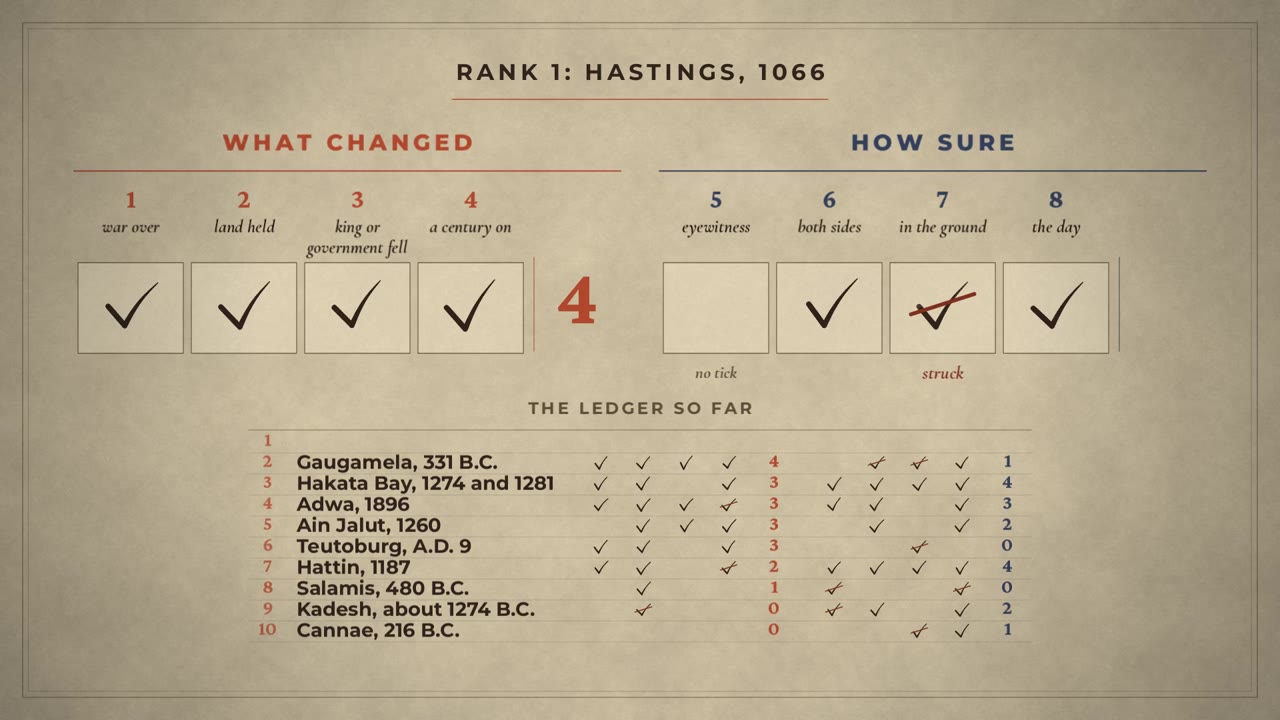 RANK 1: HASTINGS, 1066
WHAT CHANGED
HOW SURE
1 2 3 4
war over land held king or government fell a century on
5 6 7 8
eyewitness both sides in the ground the day
4
no tick struck
THE LEDGER SO FAR
1
2 Gaugamela, 331 B.C. 4 1
3 Hakata Bay, 1274 and 1281 3 4
4 Adwa, 1896 3 3
5 Ain Jalut, 1260 3 2
6 Teutoburg, A.D. 9 3 0
7 Hattin, 1187 2 4
8 Salamis, 480 B.C. 1 0
9 Kadesh, about 1274 B.C. 0 2
10 Cannae, 216 B.C. 0 1